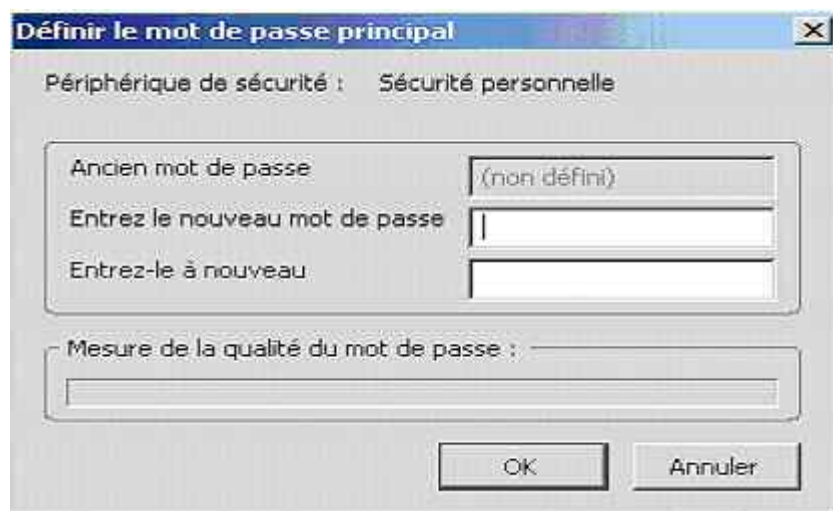 Définir le mot de passe principal
Périphérique de sécurité : Sécurité personnelle
Ancien mot de passe (non défini)
Entrez le nouveau mot de passe
Entrez-le à nouveau
Mesure de la qualité du mot de passe :
OK Annuler